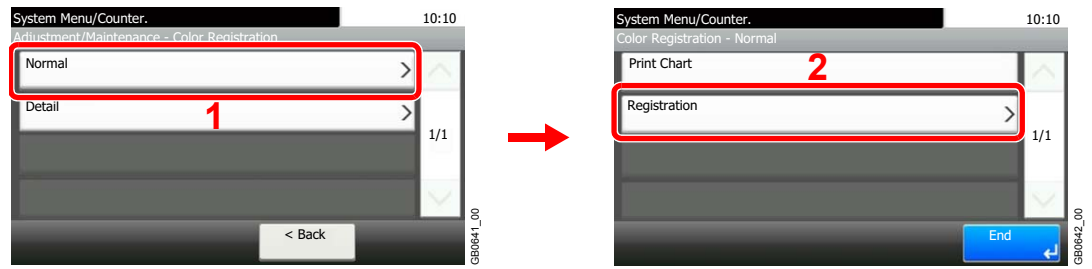 System Menu/Counter.
10:10
Adjustment/Maintenance - Color Registration
Normal
Detail
1
1/1
< Back
GB0641_00
System Menu/Counter.
10:10
Color Registration - Normal
Print Chart
2
Registration
1/1
End
GB0642_00